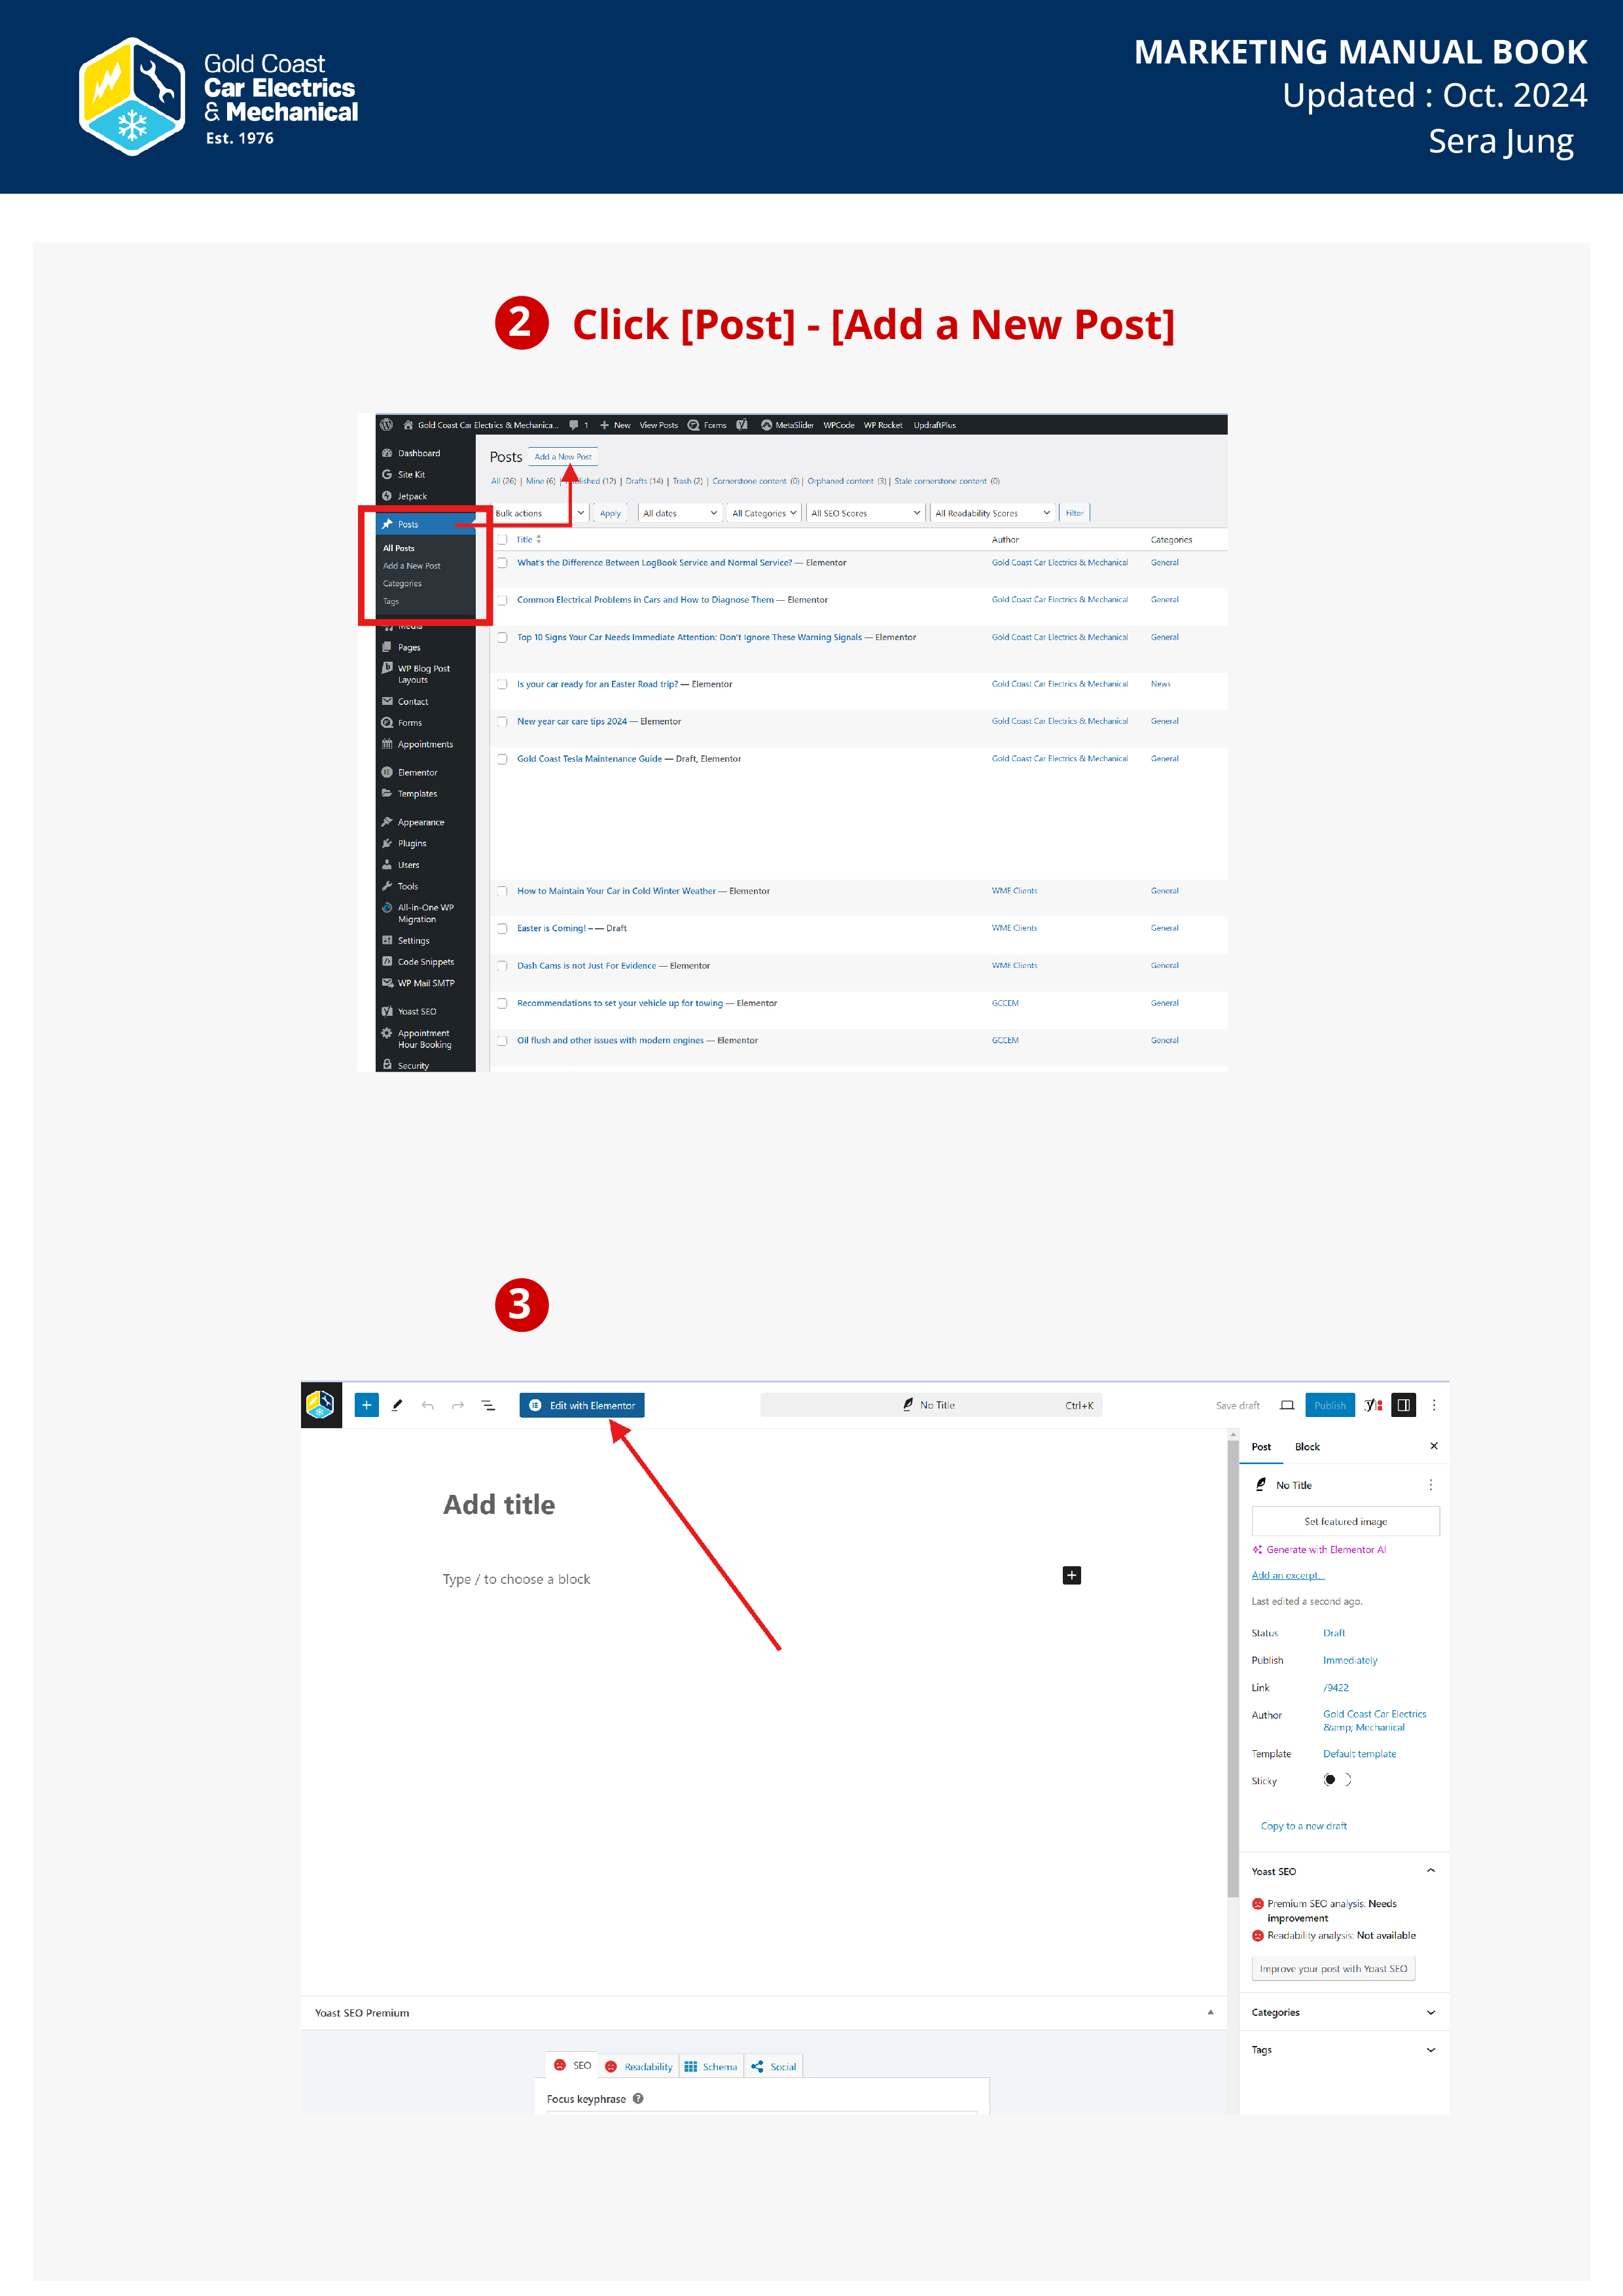 Gold Coast
Car Electrics
& Mechanical
Est. 1976
MARKETING MANUAL BOOK
Updated : Oct. 2024
Sera Jung
2 Click [Post] - [Add a New Post]
Gold Coast Car Electrics & Mechanica... 1 New View Posts Forms MetaSlider WPCode WP Rocket UpdraftPlus
Dashboard
Site Kit
Jetpack
Posts
All Posts
Add a New Post
Categories
Tags
Media
Pages
WP Blog Post
Layouts
Contact
Forms
Appointments
Elementor
Templates
Appearance
Plugins
Users
Tools
All-in-One WP
Migration
Settings
Code Snippets
WP Mail SMTP
Yoast SEO
Appointment
Hour Booking
Security
Posts Add a New Post
All (26) | Mine (6) | Published (12) | Drafts (14) | Trash (2) | Cornerstone content (0) | Orphaned content (3) | Stale cornerstone content (0)
Bulk actions Apply All dates All Categories All SEO Scores All Readability Scores Filter
Title Author Categories
What's the Difference Between LogBook Service and Normal Service? — Elementor Gold Coast Car Electrics & Mechanical General
Common Electrical Problems in Cars and How to Diagnose Them — Elementor Gold Coast Car Electrics & Mechanical General
Top 10 Signs Your Car Needs Immediate Attention: Don't Ignore These Warning Signals — Elementor Gold Coast Car Electrics & Mechanical General
Is your car ready for an Easter Road trip? — Elementor Gold Coast Car Electrics & Mechanical News
New year car care tips 2024 — Elementor Gold Coast Car Electrics & Mechanical General
Gold Coast Tesla Maintenance Guide — Draft, Elementor Gold Coast Car Electrics & Mechanical General
How to Maintain Your Car in Cold Winter Weather — Elementor WME Clients General
Easter is Coming! – — Draft WME Clients General
Dash Cams is not Just For Evidence — Elementor WME Clients General
Recommendations to set your vehicle up for towing — Elementor GCCEM General
Oil flush and other issues with modern engines — Elementor GCCEM General
3
Edit with Elementor No Title Ctrl+K Save draft Publish
Add title
Type / to choose a block
Post Block
No Title
Set featured image
Generate with Elementor AI
Add an excerpt...
Last edited a second ago.
Status Draft
Publish Immediately
Link /9422
Author Gold Coast Car Electrics
&amp; Mechanical
Template Default template
Sticky
Copy to a new draft
Yoast SEO
Premium SEO analysis: Needs
improvement
Readability analysis: Not available
Improve your post with Yoast SEO
Categories
Tags
Yoast SEO Premium
SEO Readability Schema Social
Focus keyphrase